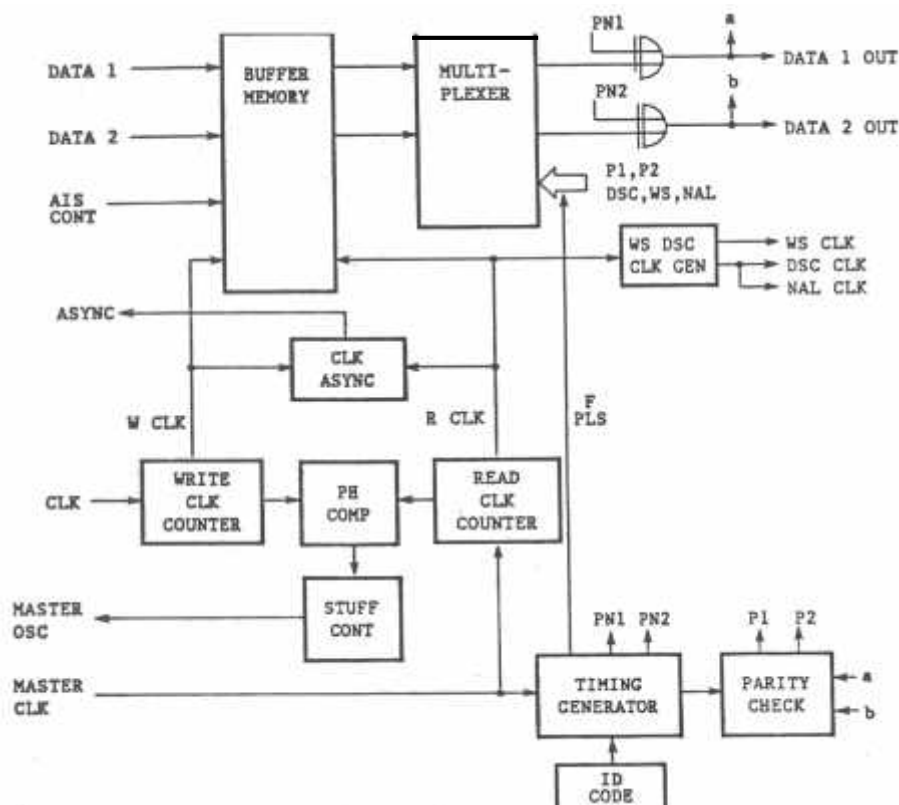 PN1
a
DATA 1
BUFFER
MEMORY
MULTI-
PLEXER
DATA 1 OUT
PN2
b
DATA 2
DATA 2 OUT
P1,P2
DSC,WS,NAL
AIS
CONT
WS DSC
CLK GEN
WS CLK
DSC CLK
NAL CLK
ASYNC
CLK
ASYNC
W CLK
R CLK
F
PLS
CLK
WRITE
CLK
COUNTER
PH
COMP
READ
CLK
COUNTER
MASTER
OSC
STUFF
CONT
PN1 PN2
P1 P2
MASTER
CLK
TIMING
GENERATOR
PARITY
CHECK
a
b
ID
CODE